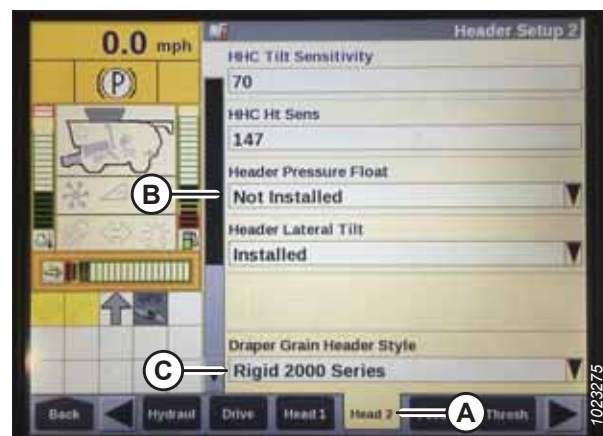 0.0 mph
(P)
Header Setup 2
HHC Tilt Sensitivity
70
HHC Ht Sens
147
Header Pressure Float
B
Not Installed
Header Lateral Tilt
Installed
Draper Grain Header Style
C
Rigid 2000 Series
Back
Hydraul
Drive
Head 1
Head 2
A
Thresh
1023275